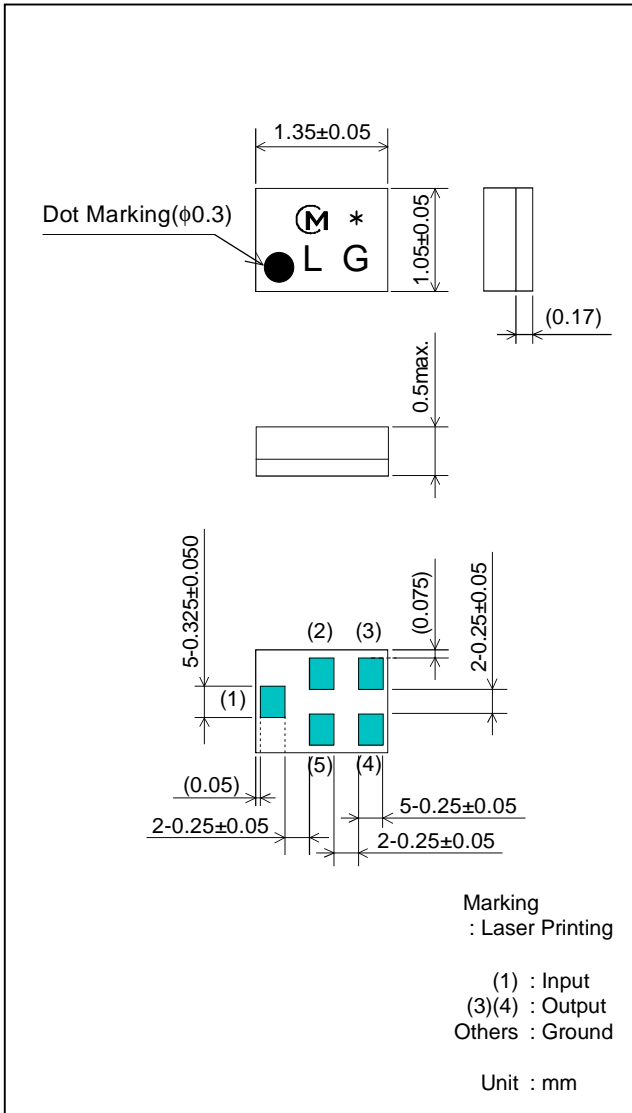 1.35±0.05
Dot Marking(ϕ0.3)
M *
L G
1.05±0.05
(0.17)
0.5max.
5-0.325±0.050
(0.075)
2-0.25±0.05
(2) (3)
(1)
(5) (4)
(0.05)
5-0.25±0.05
2-0.25±0.05
2-0.25±0.05
Marking
: Laser Printing
(1) : Input
(3)(4) : Output
Others : Ground
Unit : mm